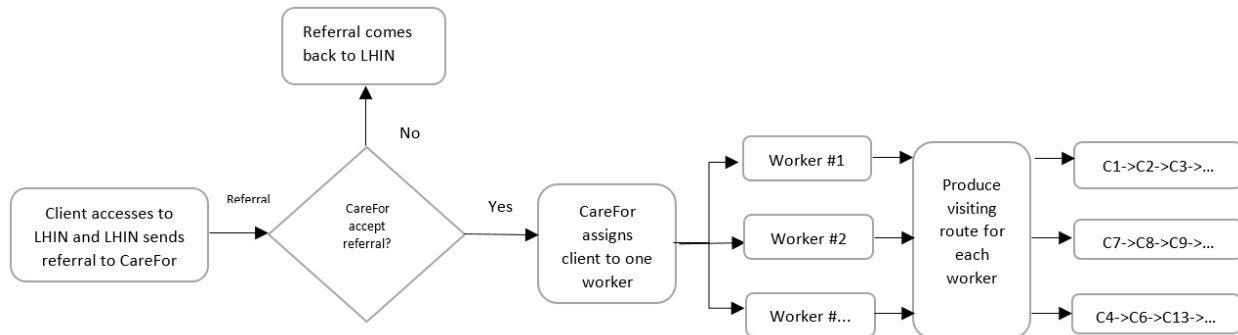 Referral comes
back to LHIN
No
Client accesses to
LHIN and LHIN sends
referral to CareFor
Referral
CareFor
accept
referral?
Yes
CareFor
assigns
client to one
worker
Worker #1
Worker #2
Worker #...
Produce
visiting
route for
each
worker
C1->C2->C3->...
C7->C8->C9->...
C4->C6->C13->...